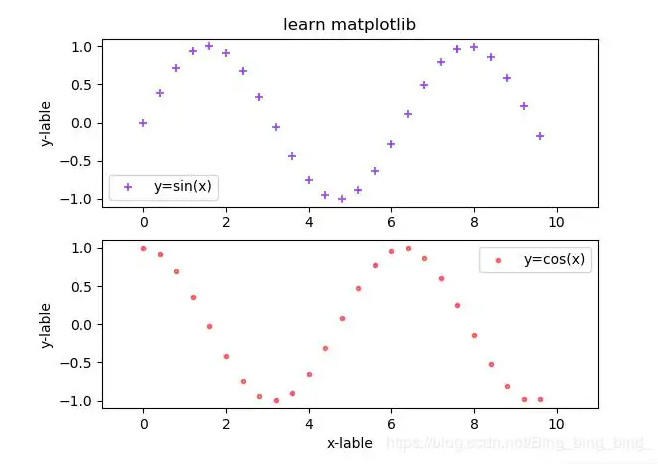 learn matplotlib
1.0
0.5
0.0
−0.5
−1.0
y-lable
y=sin(x)
0 2 4 6 8 10
1.0
0.5
0.0
−0.5
−1.0
y-lable
y=cos(x)
0 2 4 6 8 10
x-lable
https://blog.csdn.net/Bing_bing_bing_